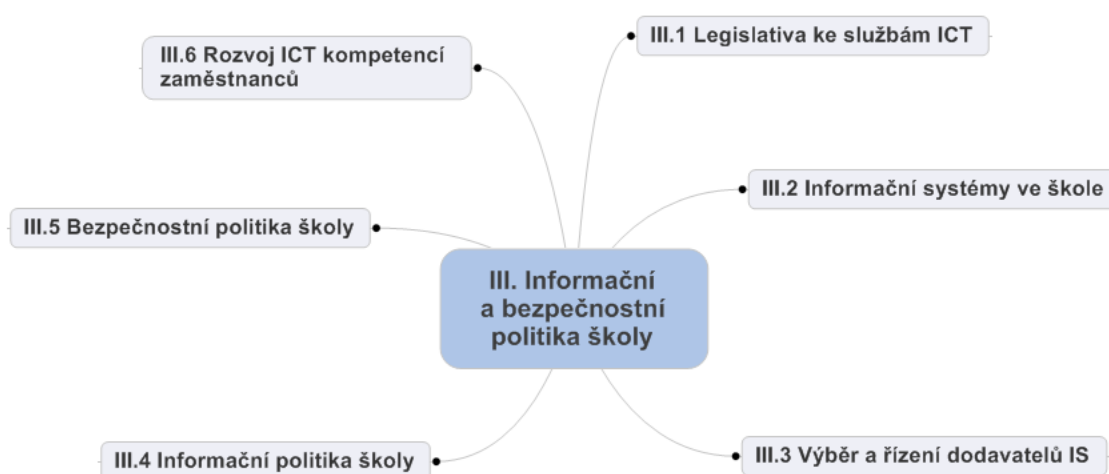 III.6 Rozvoj ICT kompetencí
zaměstnanců
III.1 Legislativa ke službám ICT
III.2 Informační systémy ve škole
III.5 Bezpečnostní politika školy
III. Informační
a bezpečnostní
politika školy
III.4 Informační politika školy
III.3 Výběr a řízení dodavatelů IS